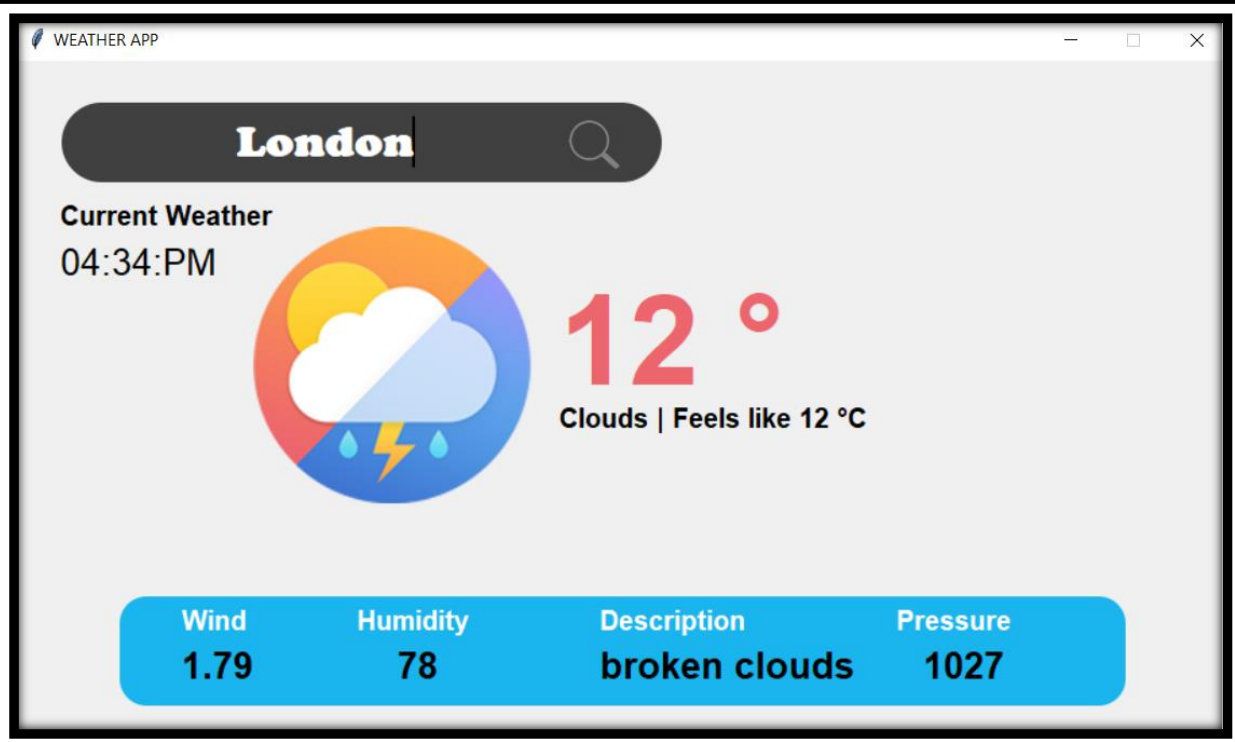 WEATHER APP
London
Current Weather
04:34:PM
12 °
Clouds | Feels like 12 °C
Wind Humidity Description Pressure
1.79 78 broken clouds 1027